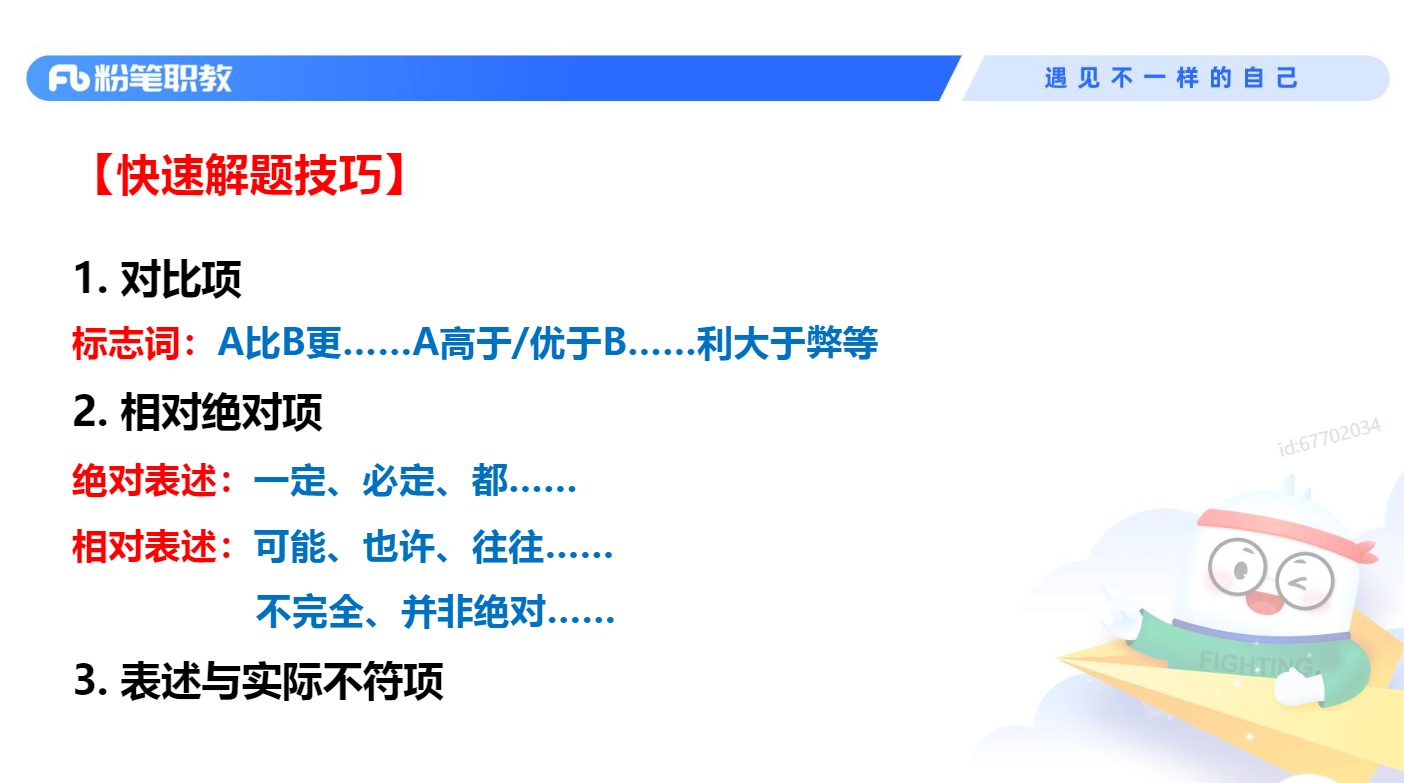 粉笔职教
遇见不一样的自己
【快速解题技巧】
1. 对比项
标志词：A比B更……A高于/优于B……利大于弊等
2. 相对绝对项
绝对表述：一定、必定、都……
相对表述：可能、也许、往往……
不完全、并非绝对……
3. 表述与实际不符项
id:67702034
FIGHTING